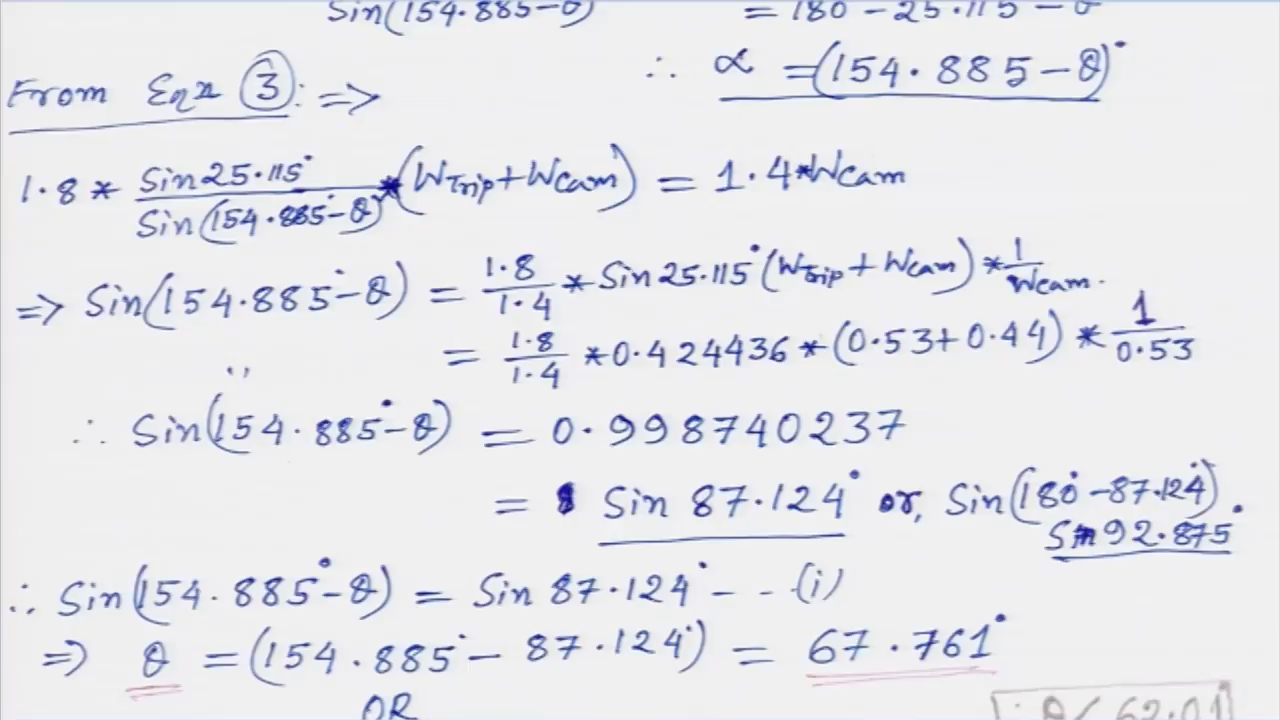 Sin(154.885-θ) = 180 - 25.115 - θ
∴ α = (154.885-θ)°
From Eqn ③: =>
1.8 * Sin25.115° / Sin(154.885°-θ) * (WTrip + Wcam) = 1.4*Wcam
=> Sin(154.885°-θ) = 1.8/1.4 * Sin 25.115° (WTrip + Wcam) * 1/Wcam.
= 1.8/1.4 * 0.424436 * (0.53+0.44) * 1/0.53
∴ Sin(154.885°-θ) = 0.998740237
= Sin 87.124° or, Sin(180°-87.124°).
Sin 92.875°
∴ Sin(154.885°-θ) = Sin 87.124° - - (i)
=> θ = (154.885° - 87.124°) = 67.761°
OR